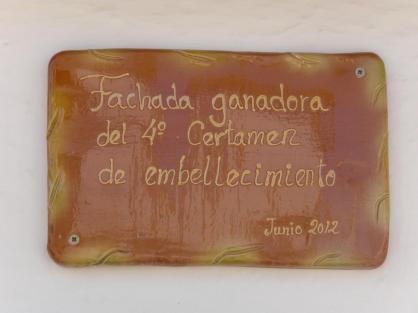 Fachada ganadora
del 4º Certamen
de embellecimiento
Junio 2012